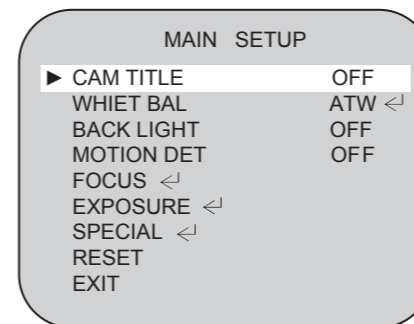 MAIN SETUP
► CAM TITLE OFF
WHIET BAL ATW ↵
BACK LIGHT OFF
MOTION DET OFF
FOCUS ↵
EXPOSURE ↵
SPECIAL ↵
RESET
EXIT